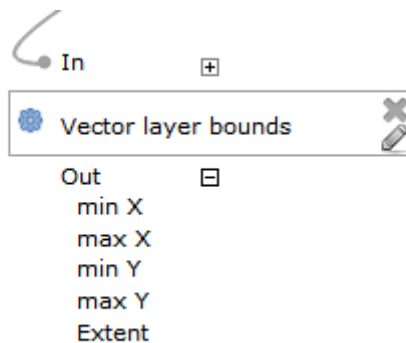 In
Vector layer bounds
Out
min X
max X
min Y
max Y
Extent